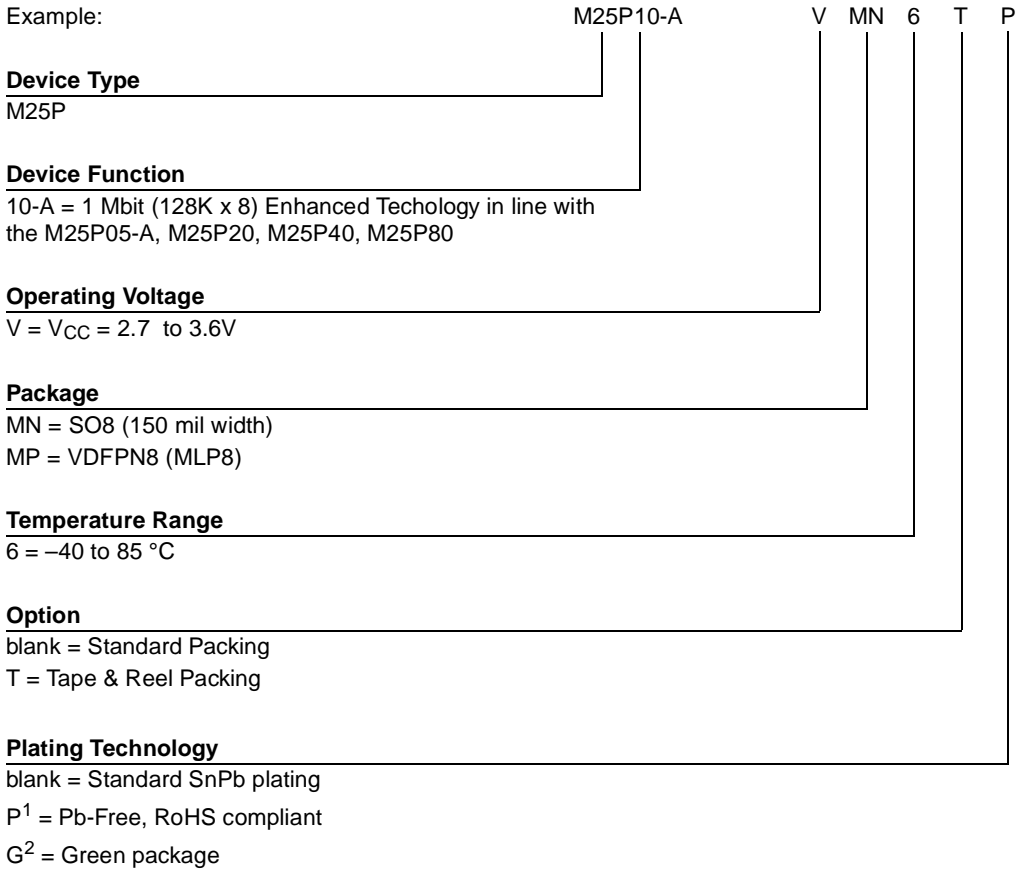 Example: M25P10-A V MN 6 T P
Device Type
M25P
Device Function
10-A = 1 Mbit (128K x 8) Enhanced Techology in line with
the M25P05-A, M25P20, M25P40, M25P80
Operating Voltage
V = VCC = 2.7 to 3.6V
Package
MN = SO8 (150 mil width)
MP = VDFPN8 (MLP8)
Temperature Range
6 = –40 to 85 °C
Option
blank = Standard Packing
T = Tape & Reel Packing
Plating Technology
blank = Standard SnPb plating
P1 = Pb-Free, RoHS compliant
G2 = Green package